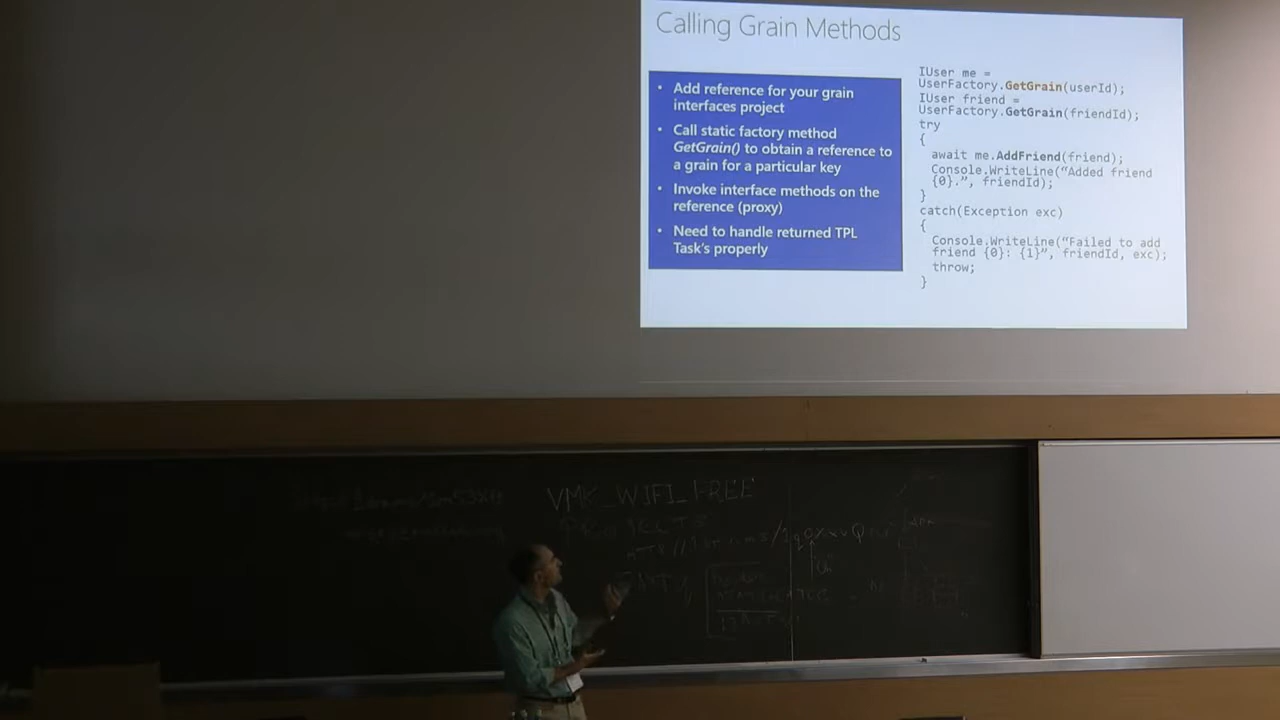 Calling Grain Methods
• Add reference for your grain
interfaces project
• Call static factory method
GetGrain() to obtain a reference to
a grain for a particular key
• Invoke interface methods on the
reference (proxy)
• Need to handle returned TPL
Task's properly
IUser me =
UserFactory.GetGrain(userId);
IUser friend =
UserFactory.GetGrain(friendId);
try
{
await me.AddFriend(friend);
Console.WriteLine(“Added friend
{0}.”, friendId);
}
catch(Exception exc)
{
Console.WriteLine(“Failed to add
friend {0}: {1}”, friendId, exc);
throw;
}
VMK_WIFI_FREE